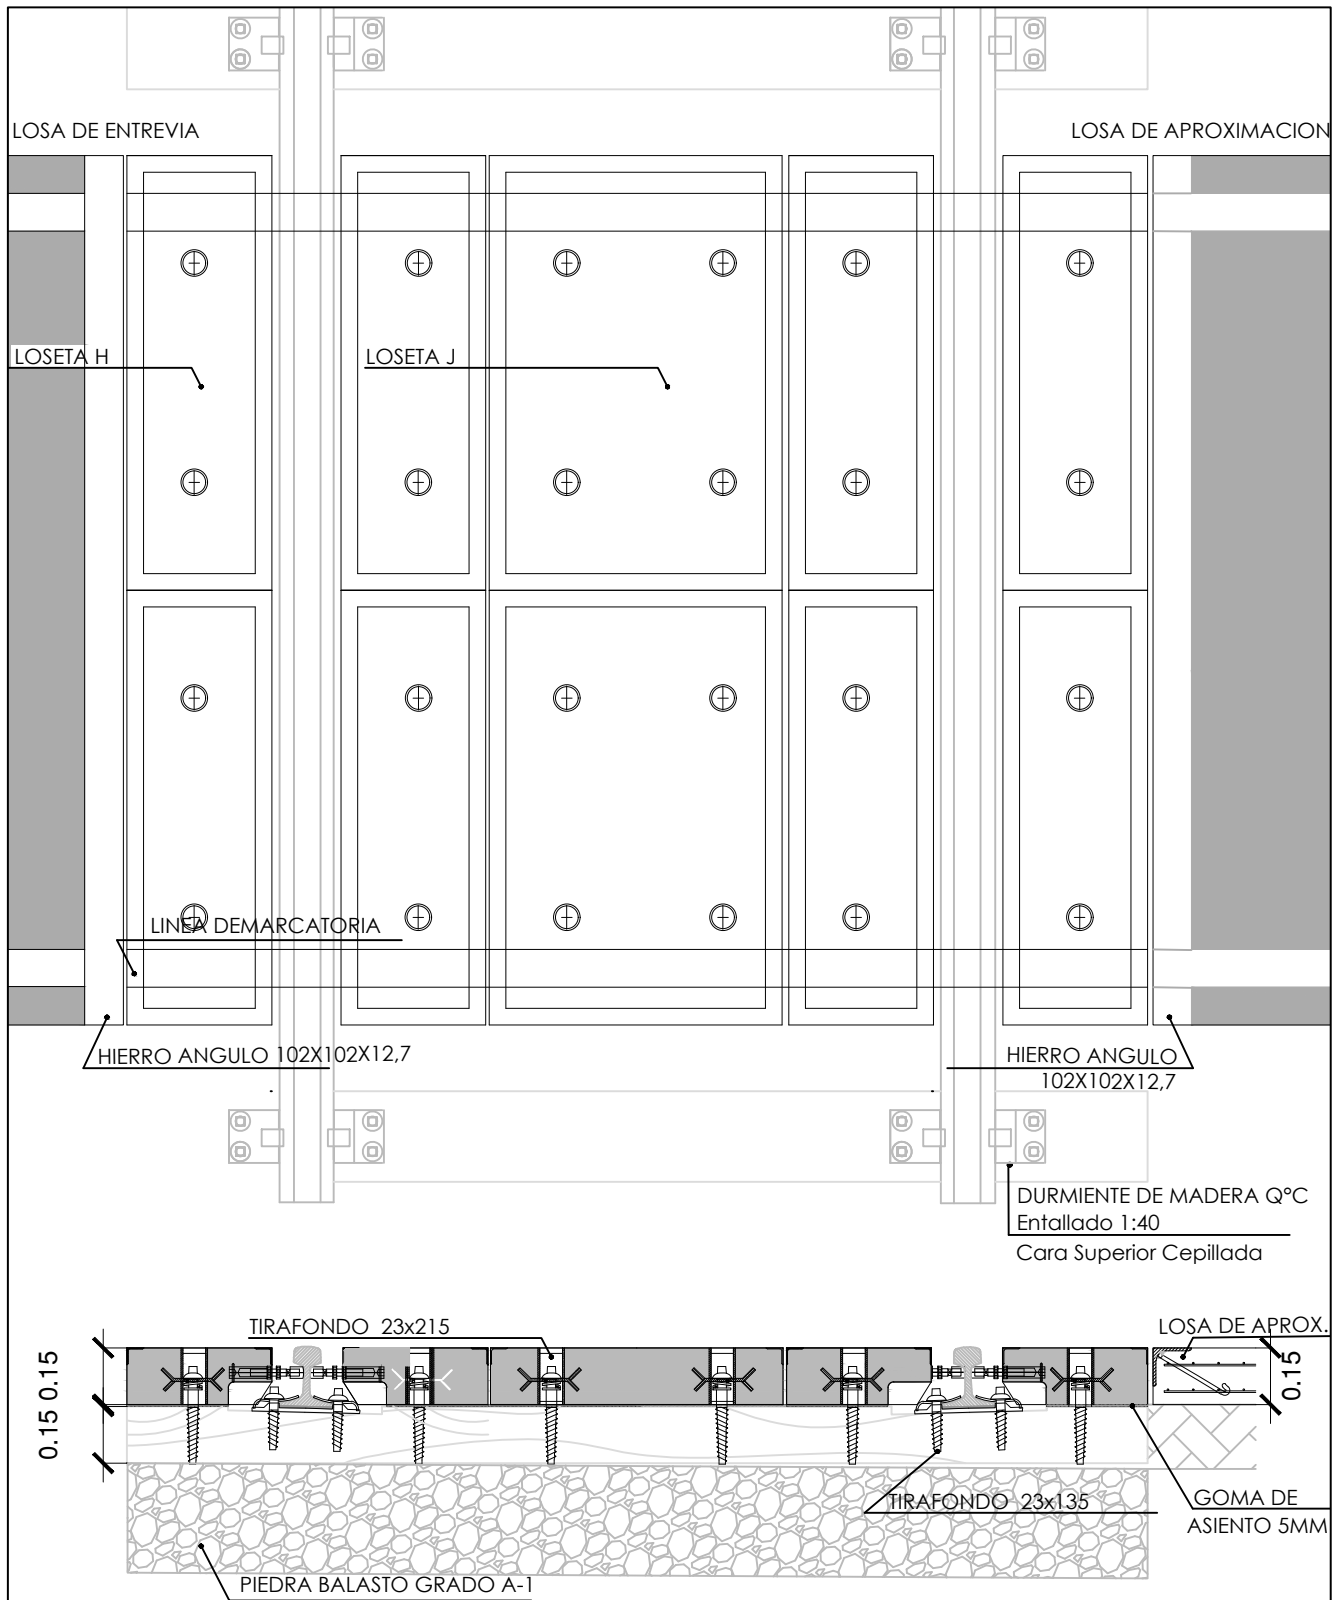 LOSA DE ENTREVIA
LOSA DE APROXIMACION
LOSETA H
LOSETA J
LINEA DEMARCATORIA
HIERRO ANGULO 102X102X12,7
HIERRO ANGULO
102X102X12,7
DURMIENTE DE MADERA QºC
Entallado 1:40
Cara Superior Cepillada
TIRAFONDO 23x215
LOSA DE APROX.
0.15
0.15
0.15
TIRAFONDO 23x135
GOMA DE
ASIENTO 5MM
PIEDRA BALASTO GRADO A-1